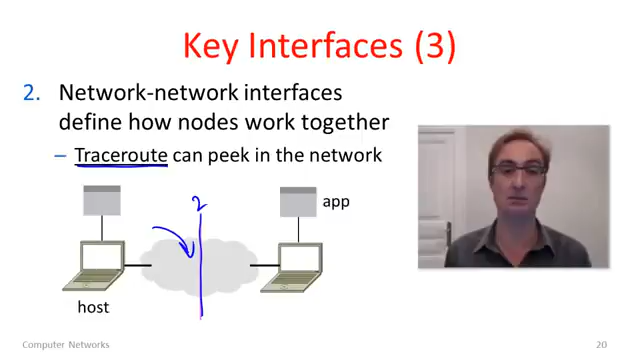 Key Interfaces (3)
2. Network-network interfaces
define how nodes work together
– Traceroute can peek in the network
2
app
host
Computer Networks
20